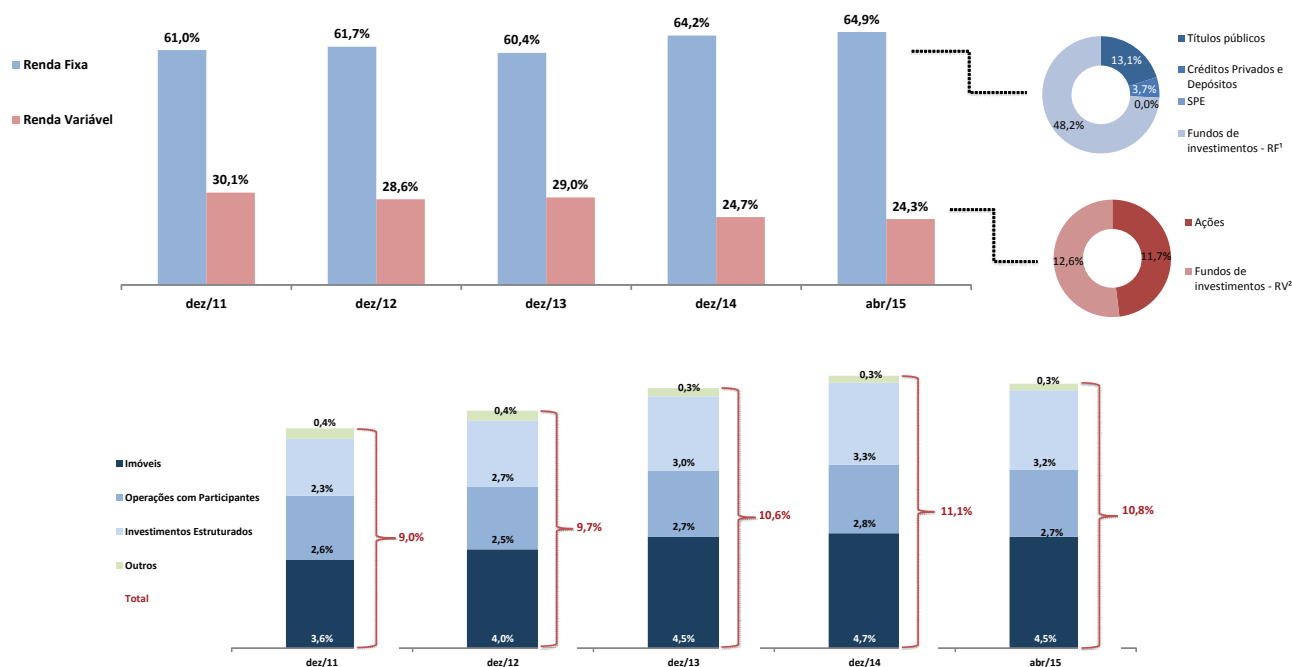 61,0%
61,7%
60,4%
64,2%
64,9%
Renda Fixa
Renda Variável
30,1%
28,6%
29,0%
24,7%
24,3%
dez/11
dez/12
dez/13
dez/14
abr/15
13,1%
3,7%
0,0%
48,2%
Títulos públicos
Créditos Privados e
Depósitos
SPE
Fundos de
investimentos - RF¹
12,6%
11,7%
Ações
Fundos de
investimentos - RV²
Imóveis
Operações com Participantes
Investimentos Estruturados
Outros
Total
0,4%
2,3%
2,6%
3,6%
9,0%
dez/11
0,4%
2,7%
2,5%
4,0%
9,7%
dez/12
0,3%
3,0%
2,7%
4,5%
10,6%
dez/13
0,3%
3,3%
2,8%
4,7%
11,1%
dez/14
0,3%
3,2%
2,7%
4,5%
10,8%
abr/15